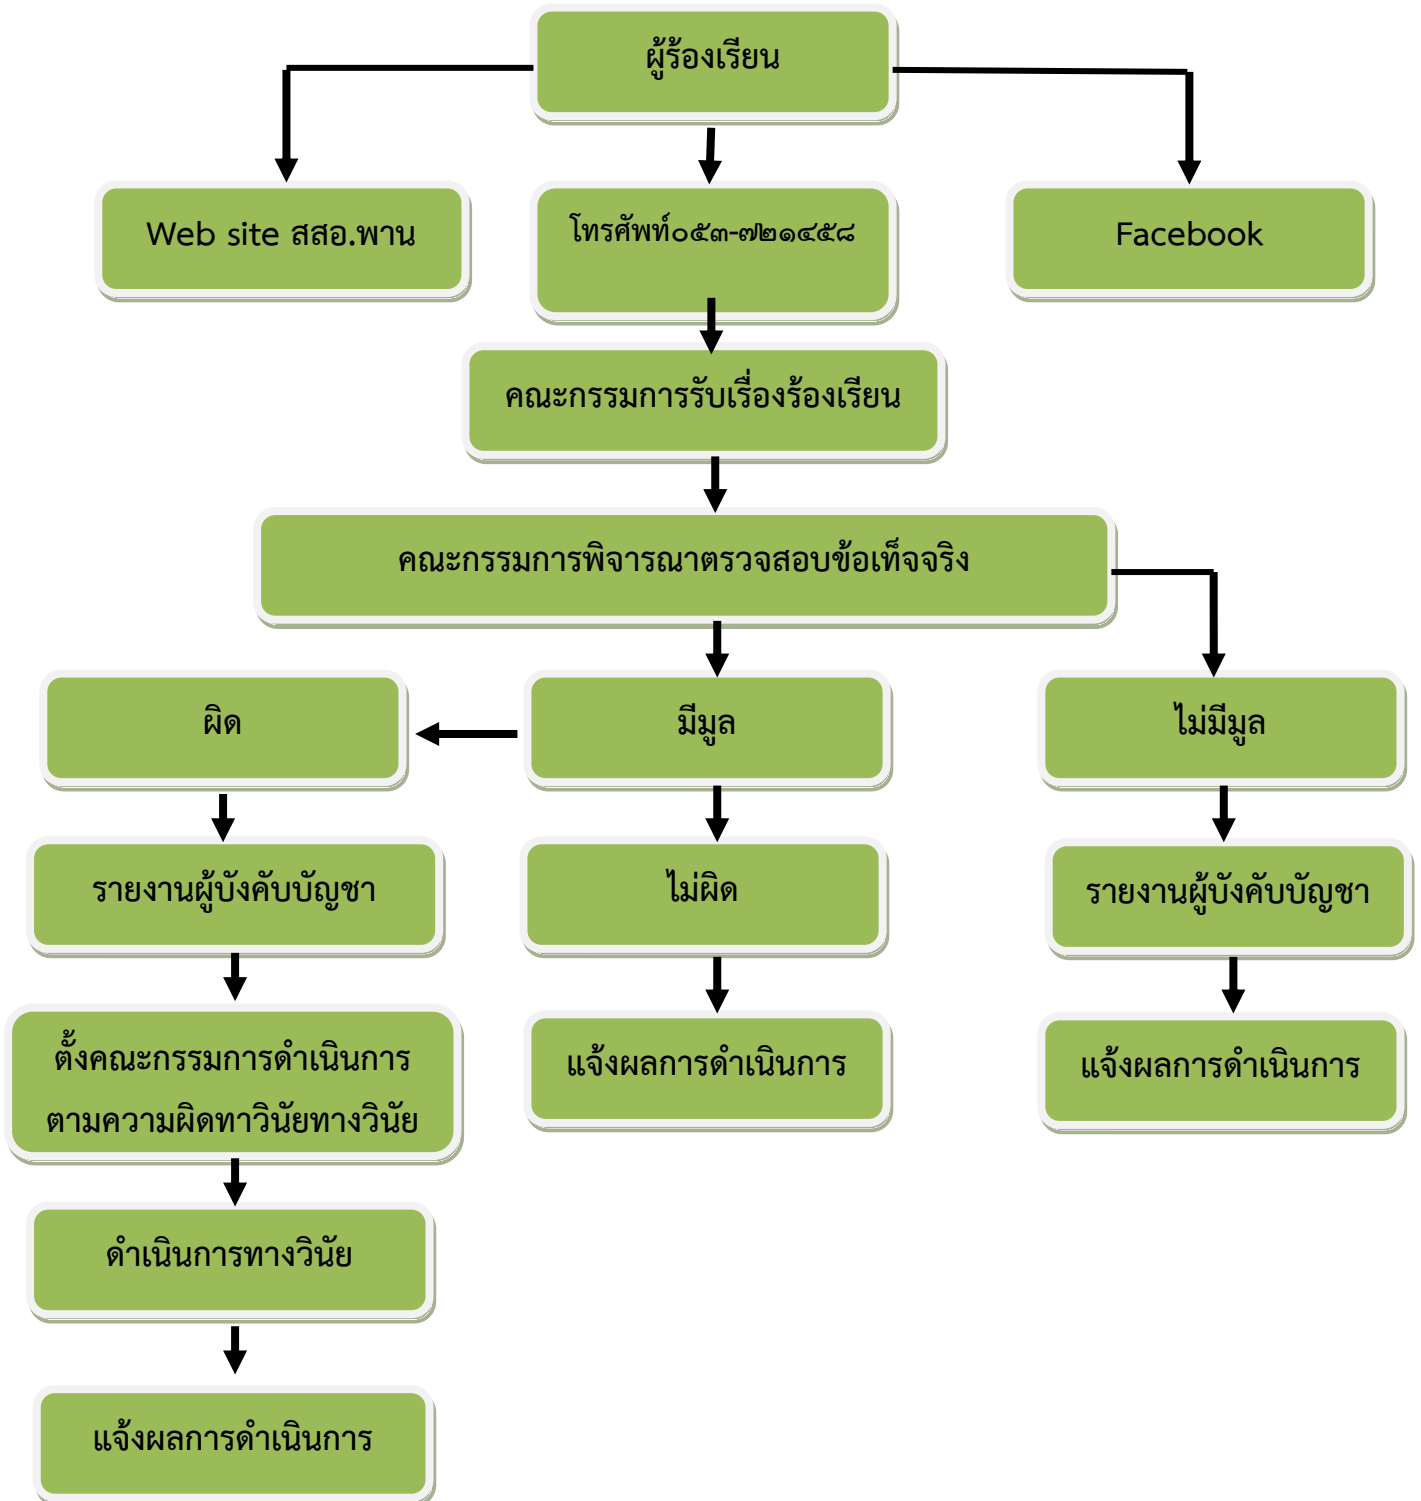 ผู้ร้องเรียน
Web site สสอ.พาน
โทรศัพท์๐๕๓-๗๒๑๔๕๘
Facebook
คณะกรรมการรับเรื่องร้องเรียน
คณะกรรมการพิจารณาตรวจสอบข้อเท็จจริง
ผิด
มีมูล
ไม่มีมูล
รายงานผู้บังคับบัญชา
ไม่ผิด
รายงานผู้บังคับบัญชา
ตั้งคณะกรรมการดำเนินการ
ตามความผิดทาวินัยทางวินัย
แจ้งผลการดำเนินการ
แจ้งผลการดำเนินการ
ดำเนินการทางวินัย
แจ้งผลการดำเนินการ